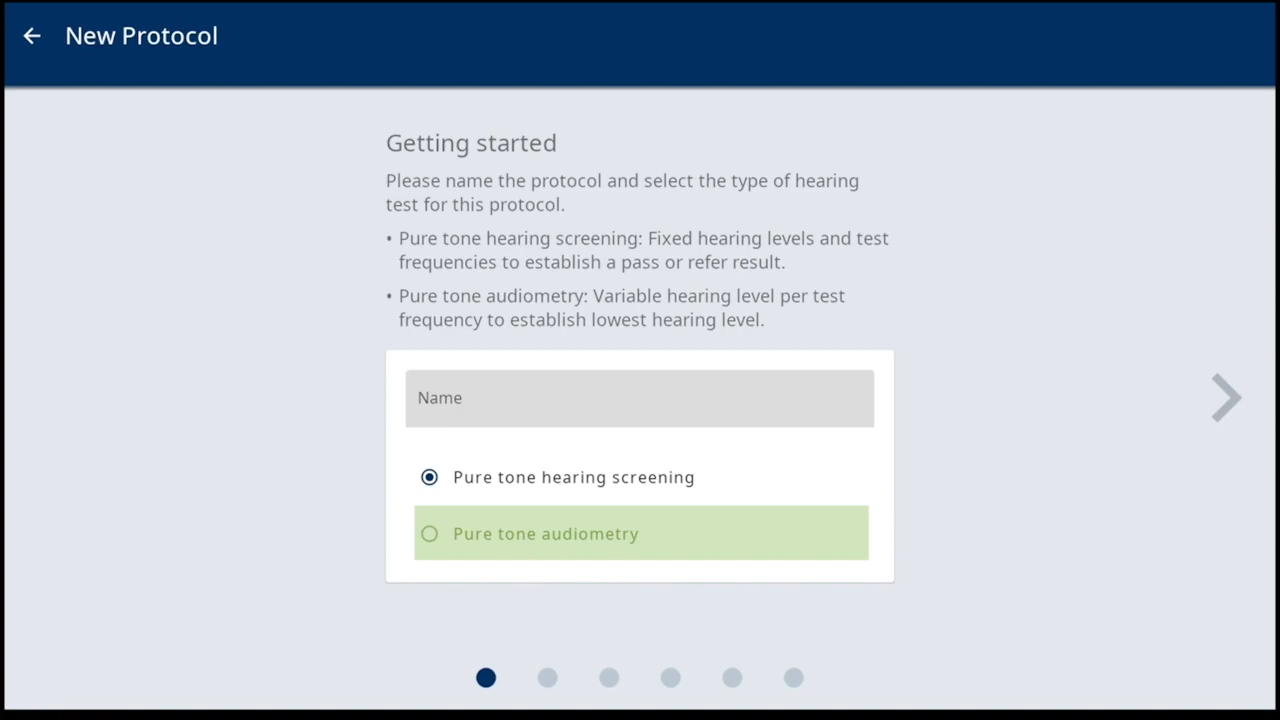 New Protocol
Getting started
Please name the protocol and select the type of hearing
test for this protocol.
• Pure tone hearing screening: Fixed hearing levels and test
frequencies to establish a pass or refer result.
• Pure tone audiometry: Variable hearing level per test
frequency to establish lowest hearing level.
Name
Pure tone hearing screening
Pure tone audiometry